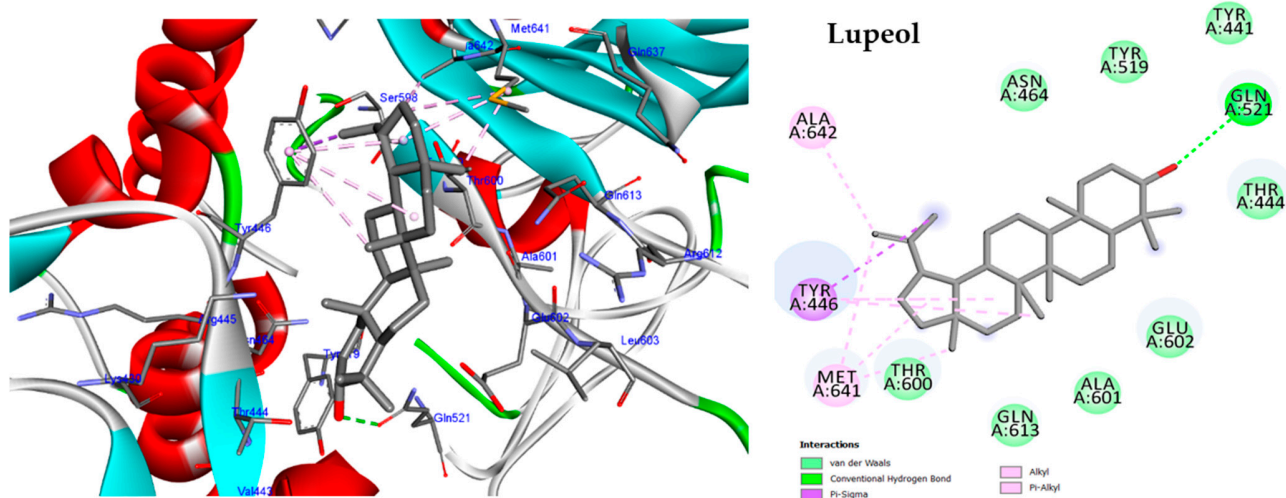 Met641
Gln637
Ser598
Thr600
Gln613
Tyr446
Ala601
Arg612
Glu602
Leu603
Lys450
Thr444
Gln521
Val443
Lupeol
TYR
A:441
TYR
A:519
ASN
A:464
GLN
A:521
ALA
A:642
THR
A:444
TYR
A:446
GLU
A:602
MET
A:641
THR
A:600
ALA
A:601
GLN
A:613
Interactions
van der Waals
Conventional Hydrogen Bond
Pi-Sigma
Alkyl
Pi-Alkyl